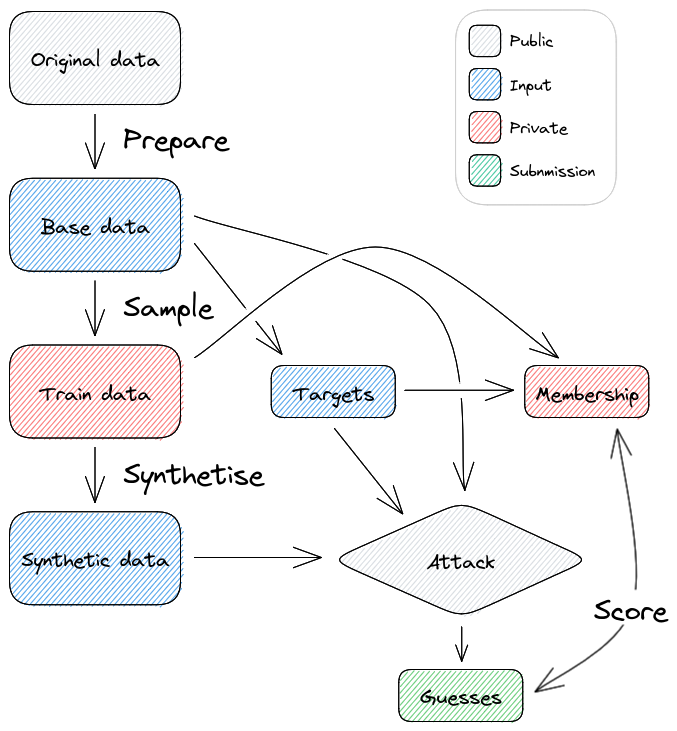 Original data
Public
Input
Private
Subnmission
Prepare
Base data
Sample
Train data
Targets
Membership
Synthetise
Synthetic data
Attack
Score
Guesses